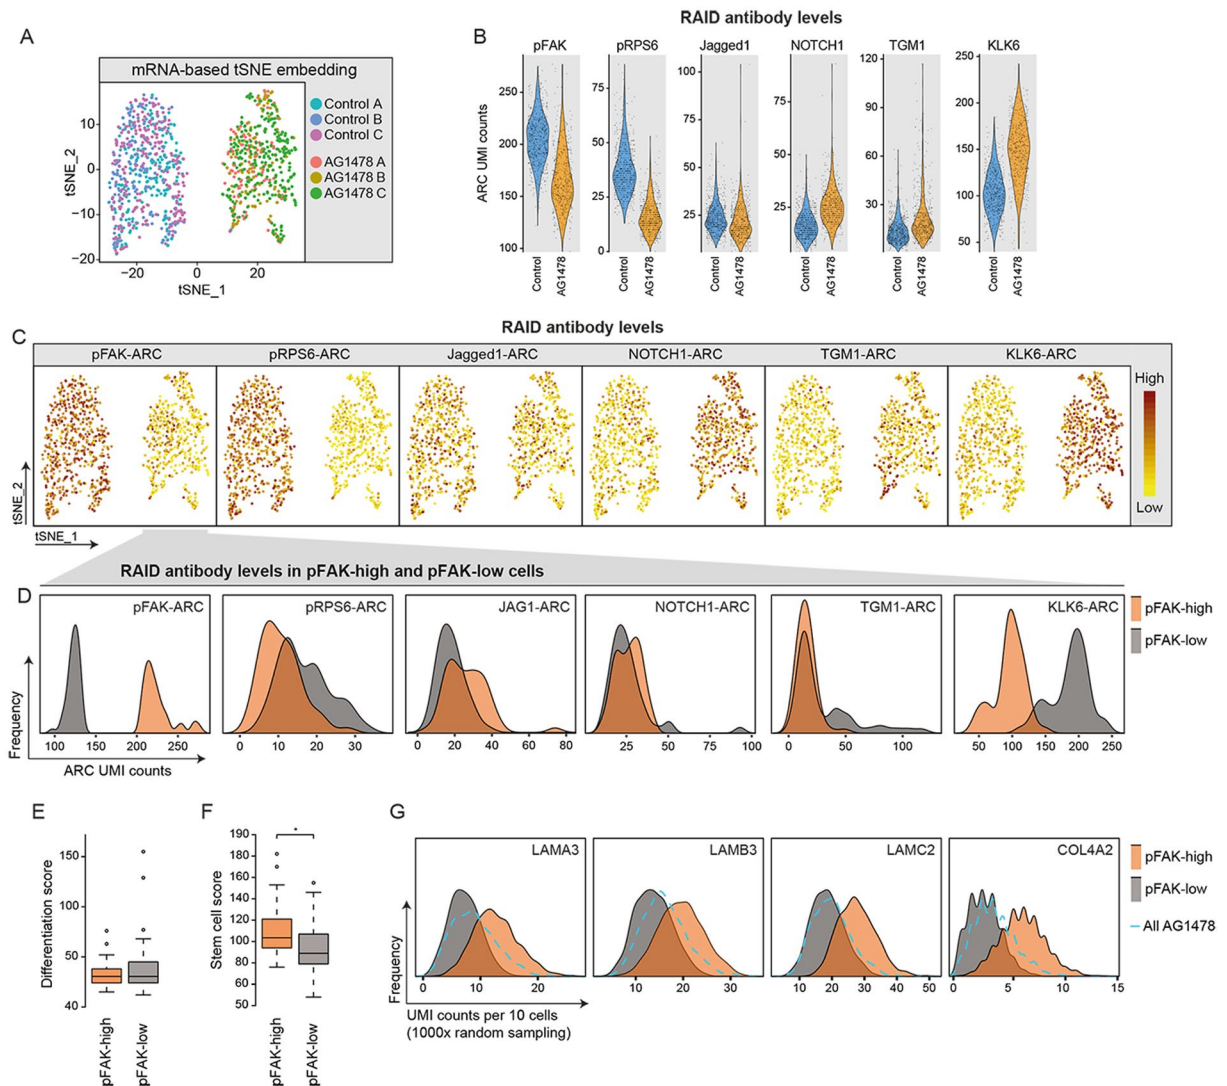 A
mRNA-based tSNE embedding
tSNE_2
10
0
−10
−20
−20
0
20
tSNE_1
Control A
Control B
Control C
AG1478 A
AG1478 B
AG1478 C
RAID antibody levels
B
pFAK
pRPS6
Jagged1
NOTCH1
TGM1
KLK6
ARC UMI counts
250
200
150
100
75
50
25
0
100
75
50
25
75
50
25
120
90
60
30
250
200
150
100
50
Control
AG1478
Control
AG1478
Control
AG1478
Control
AG1478
Control
AG1478
Control
AG1478
C
RAID antibody levels
pFAK-ARC
pRPS6-ARC
Jagged1-ARC
NOTCH1-ARC
TGM1-ARC
KLK6-ARC
High
Low
tSNE_2
tSNE_1
RAID antibody levels in pFAK-high and pFAK-low cells
D
pFAK-ARC
pRPS6-ARC
JAG1-ARC
NOTCH1-ARC
TGM1-ARC
KLK6-ARC
pFAK-high
pFAK-low
Frequency
100 150 200 250
0 10 20 30
0 20 40 60 80
25 50 75 100
0 50 100
50 100 150 200 250
ARC UMI counts
E
Differentiation score
150
100
50
40
pFAK-high
pFAK-low
F
Stem cell score
190
180
160
140
120
100
80
60
50
*
pFAK-high
pFAK-low
G
LAMA3
LAMB3
LAMC2
COL4A2
pFAK-high
pFAK-low
All AG1478
Frequency
0 10 20
10 20 30
0 10 20 30 40 50
0 5 10 15
UMI counts per 10 cells
(1000x random sampling)